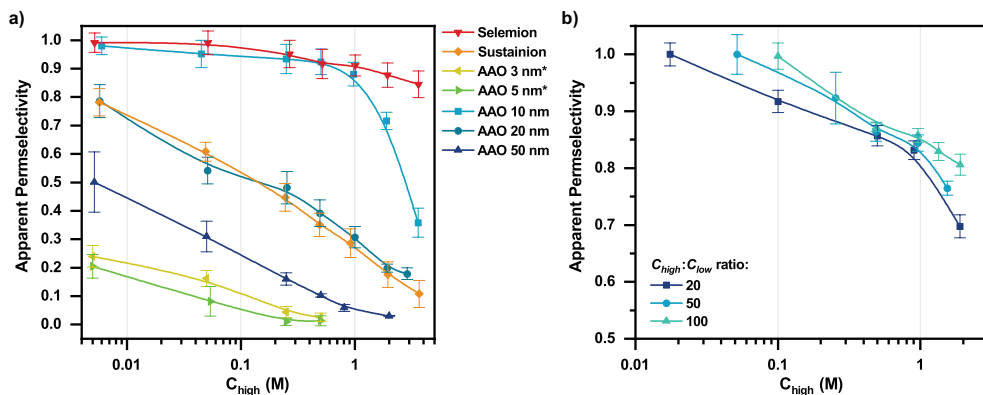 a)
Apparent Permselectivity
1.0
0.9
0.8
0.7
0.6
0.5
0.4
0.3
0.2
0.1
0.0
0.01
0.1
1
C_high (M)
Selemion
Sustainion
AAO 3 nm*
AAO 5 nm*
AAO 10 nm
AAO 20 nm
AAO 50 nm
b)
Apparent Permselectivity
1.0
0.9
0.8
0.7
0.6
0.5
C_high:C_low ratio:
20
50
100
0.01
0.1
1
C_high (M)